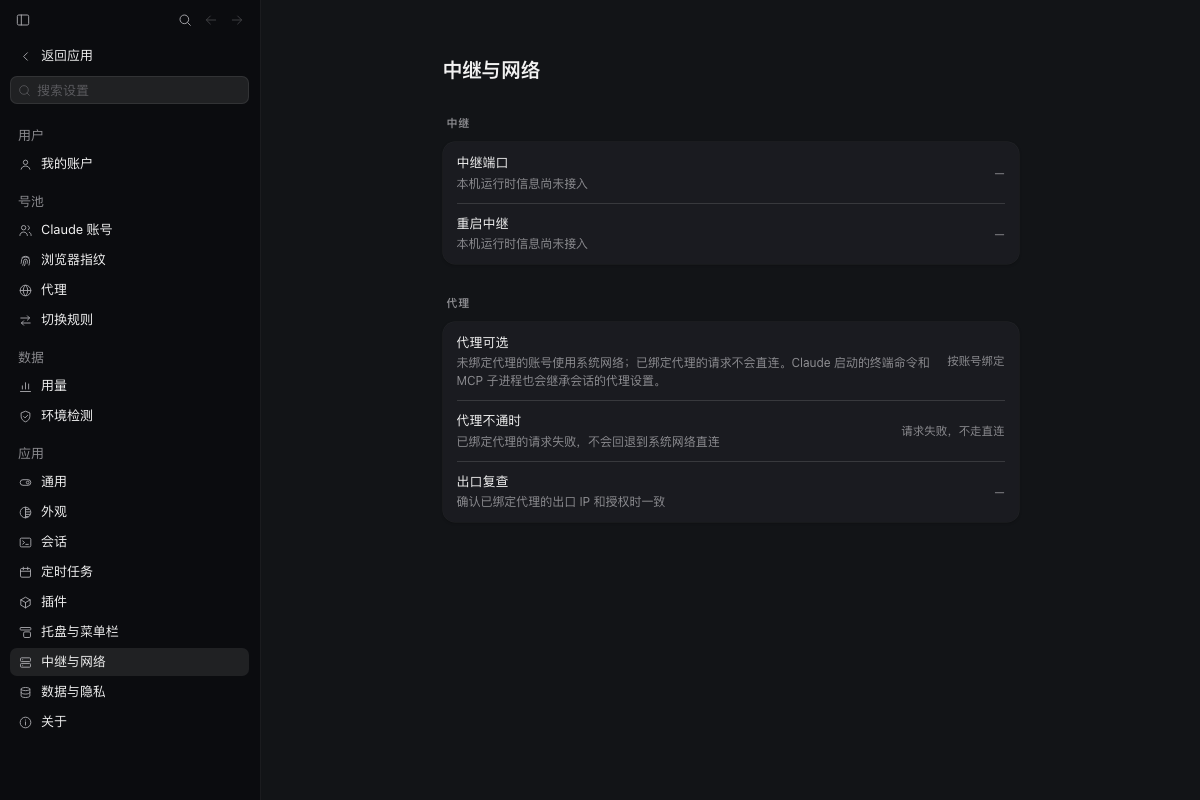 返回应用
搜索设置
用户
我的账户
号池
Claude 账号
浏览器指纹
代理
切换规则
数据
用量
环境检测
应用
通用
外观
会话
定时任务
插件
托盘与菜单栏
中继与网络
数据与隐私
关于
中继与网络
中继
中继端口
本机运行时信息尚未接入
—
重启中继
本机运行时信息尚未接入
—
代理
代理可选
未绑定代理的账号使用系统网络；已绑定代理的请求不会直连。Claude 启动的终端命令和
MCP 子进程也会继承会话的代理设置。
按账号绑定
代理不通时
已绑定代理的请求失败，不会回退到系统网络直连
请求失败，不走直连
出口复查
确认已绑定代理的出口 IP 和授权时一致
—